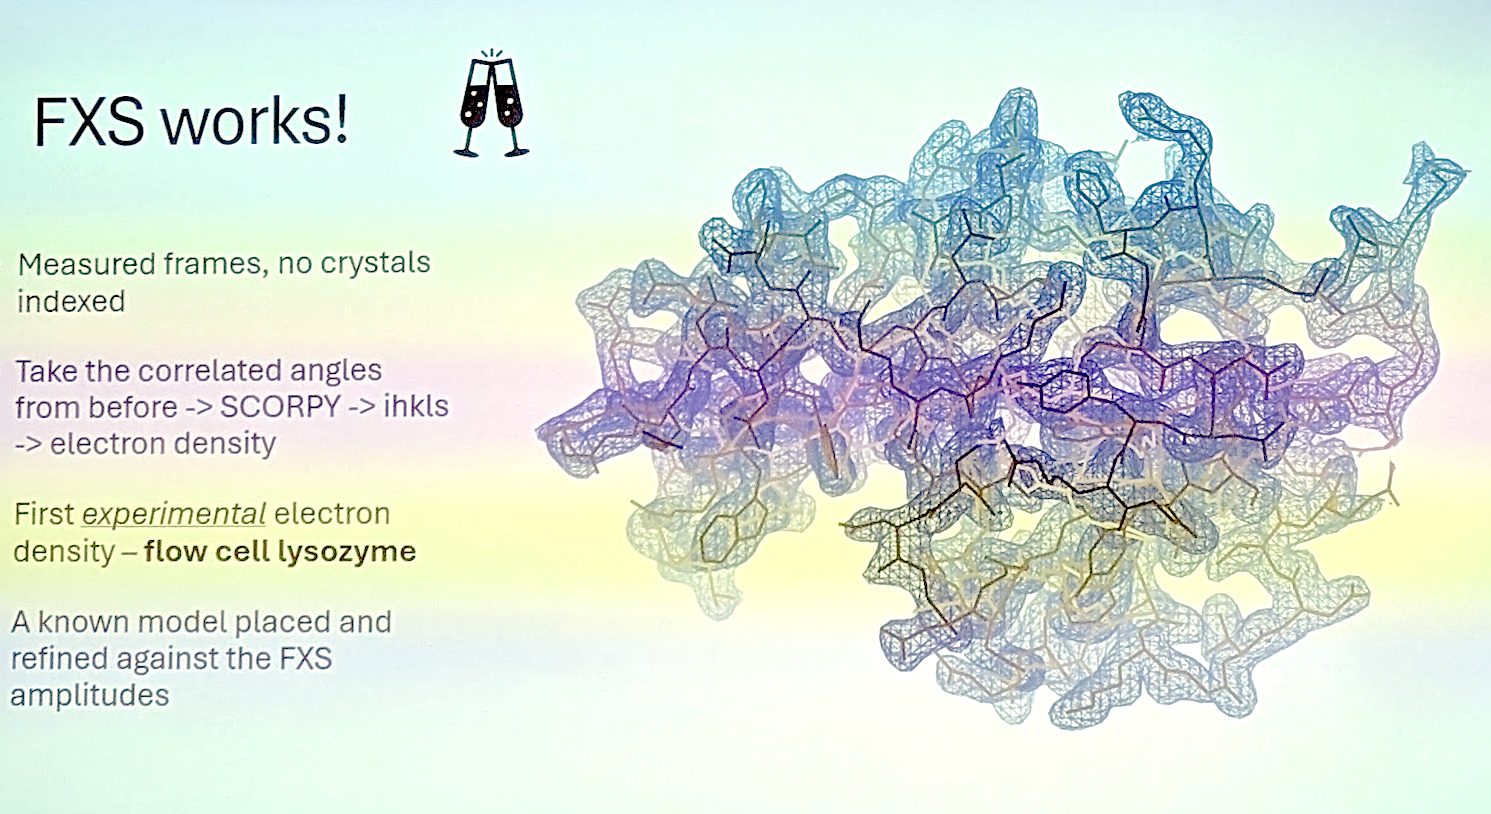 FXS works!
Measured frames, no crystals
indexed
Take the correlated angles
from before -> SCORPY -> ihkls
-> electron density
First experimental electron
density – flow cell lysozyme
A known model placed and
refined against the FXS
amplitudes